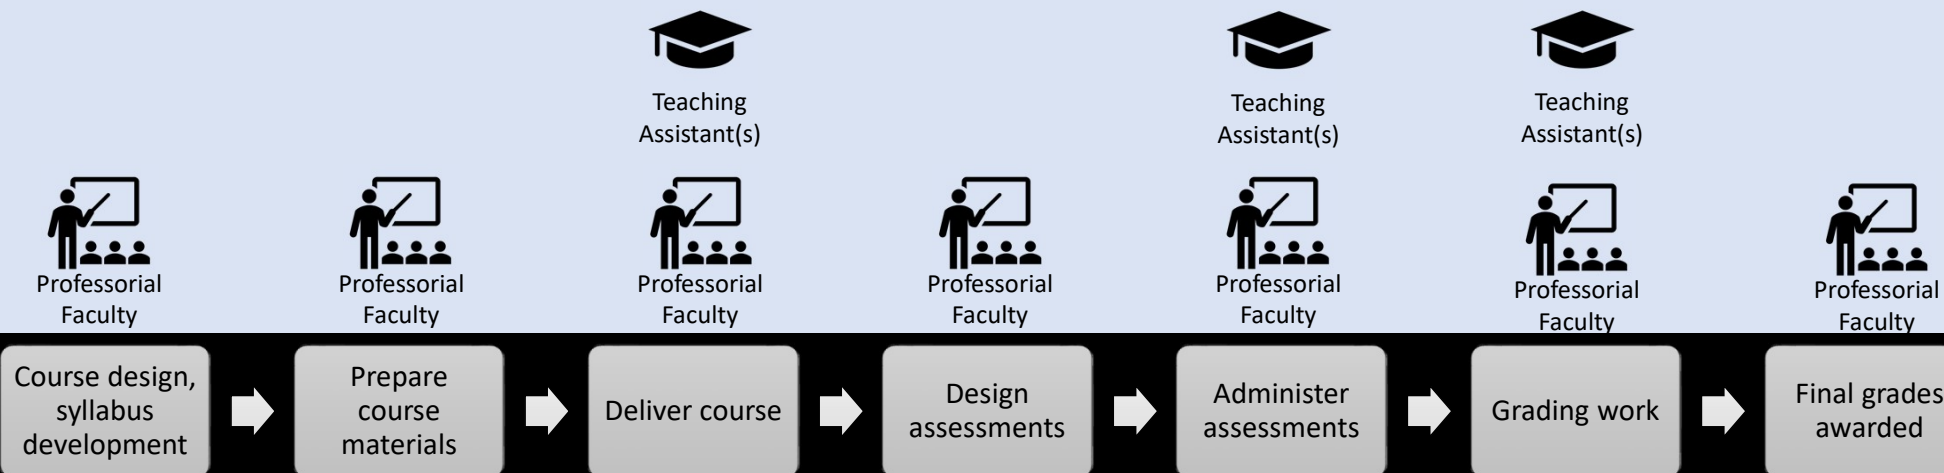 Teaching
Assistant(s)
Teaching
Assistant(s)
Teaching
Assistant(s)
Professorial
Faculty
Professorial
Faculty
Professorial
Faculty
Professorial
Faculty
Professorial
Faculty
Professorial
Faculty
Professorial
Faculty
Course design,
syllabus
development
Prepare
course
materials
Deliver course
Design
assessments
Administer
assessments
Grading work
Final grades
awarded